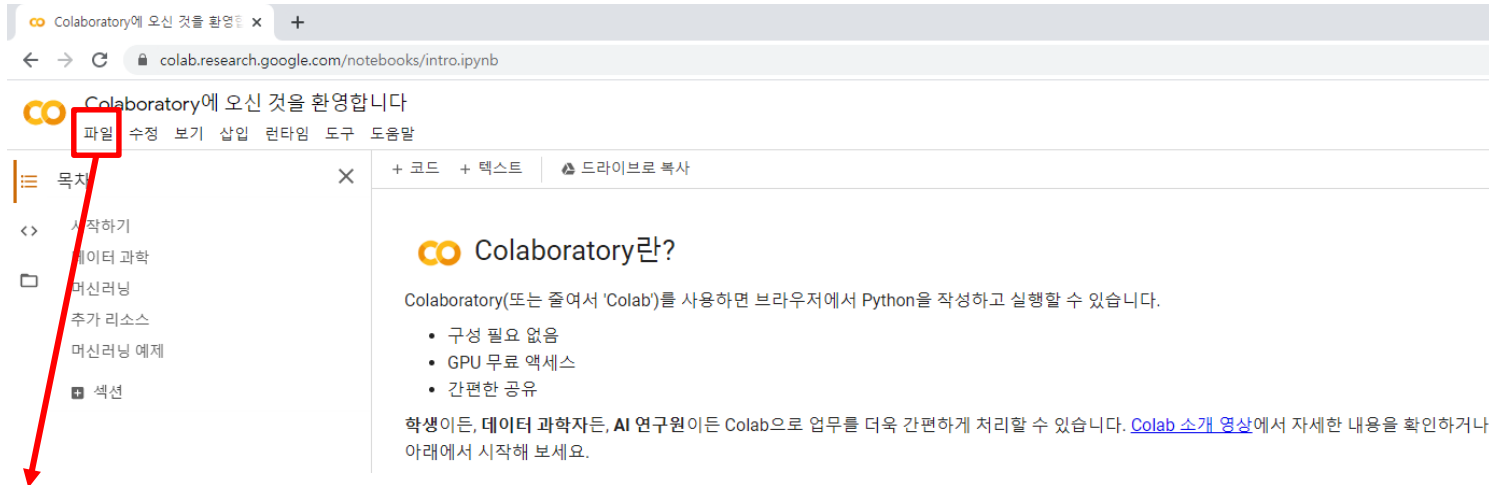 Colaboratory에 오신 것을 환영합
colab.research.google.com/notebooks/intro.ipynb
Colaboratory에 오신 것을 환영합니다
파일 수정 보기 삽입 런타임 도구 도움말
목차
+ 코드 + 텍스트 드라이브로 복사
시작하기
데이터 과학
머신러닝
추가 리소스
머신러닝 예제
섹션
CO Colaboratory란?
Colaboratory(또는 줄여서 'Colab')를 사용하면 브라우저에서 Python을 작성하고 실행할 수 있습니다.
• 구성 필요 없음
• GPU 무료 액세스
• 간편한 공유
학생이든, 데이터 과학자든, AI 연구원이든 Colab으로 업무를 더욱 간편하게 처리할 수 있습니다. Colab 소개 영상에서 자세한 내용을 확인하거나
아래에서 시작해 보세요.